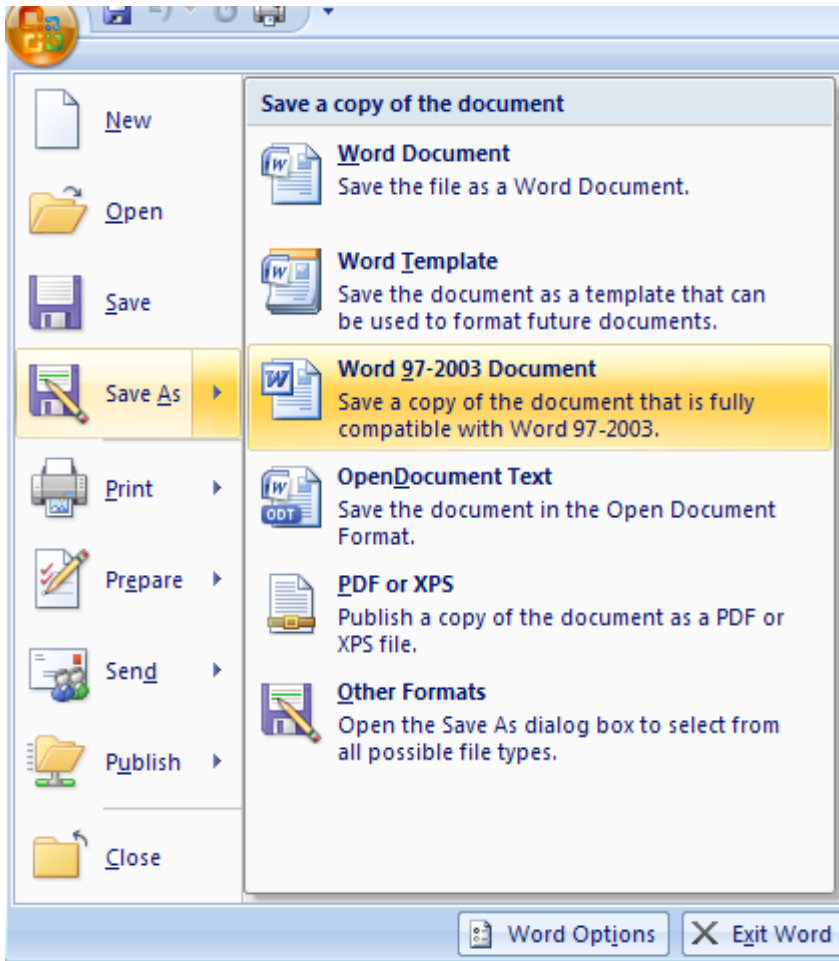 New
Open
Save
Save As
Print
Prepare
Send
Publish
Close
Save a copy of the document
Word Document
Save the file as a Word Document.
Word Template
Save the document as a template that can
be used to format future documents.
Word 97-2003 Document
Save a copy of the document that is fully
compatible with Word 97-2003.
OpenDocument Text
ODT
Save the document in the Open Document
Format.
PDF or XPS
Publish a copy of the document as a PDF or
XPS file.
Other Formats
Open the Save As dialog box to select from
all possible file types.
Word Options
Exit Word